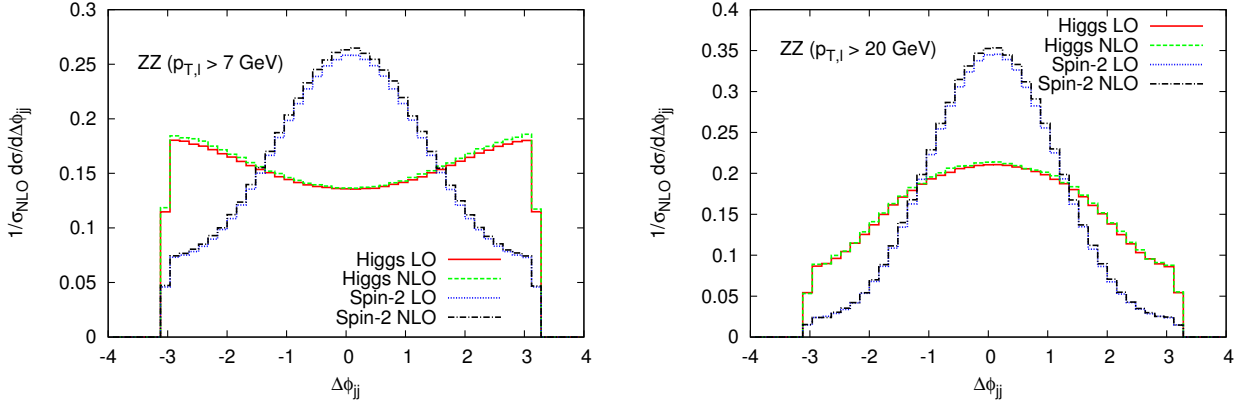 0.3
0.25
0.2
0.15
0.1
0.05
0
1/σNLO dσ/dΔϕjj
ZZ (pT,l > 7 GeV)
Higgs LO
Higgs NLO
Spin-2 LO
Spin-2 NLO
-4 -3 -2 -1 0 1 2 3 4
Δϕjj
0.4
0.35
0.3
0.25
0.2
0.15
0.1
0.05
0
1/σNLO dσ/dΔϕjj
ZZ (pT,l > 20 GeV)
Higgs LO
Higgs NLO
Spin-2 LO
Spin-2 NLO
-4 -3 -2 -1 0 1 2 3 4
Δϕjj